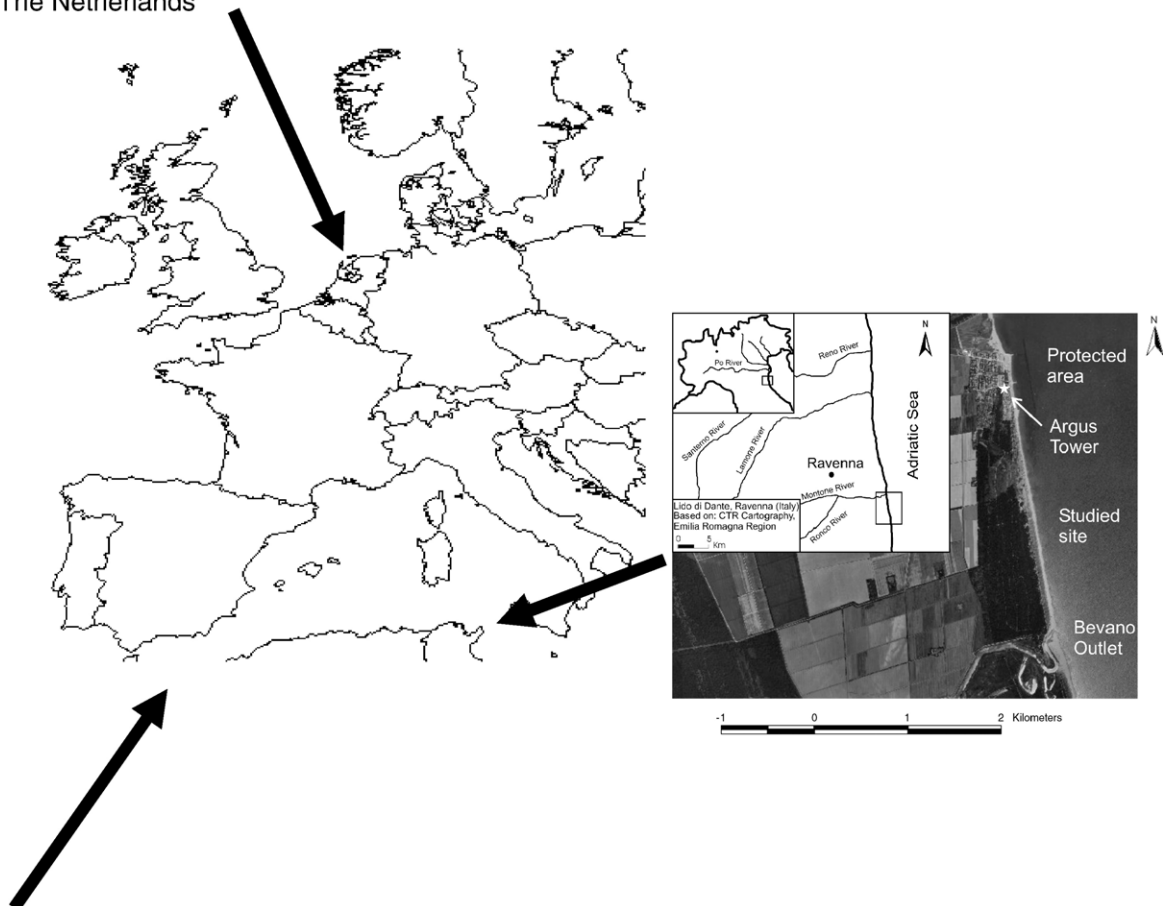 The Netherlands
Po River
Reno River
N
Santerno River
Lamone River
Adriatic Sea
Ravenna
Montone River
Ronco River
Lido di Dante, Ravenna (Italy)
Based on: CTR Cartography,
Emilia Romagna Region
0 5
Km
N
Protected
area
Argus
Tower
Studied
site
Bevano
Outlet
-1 0 1 2 Kilometers